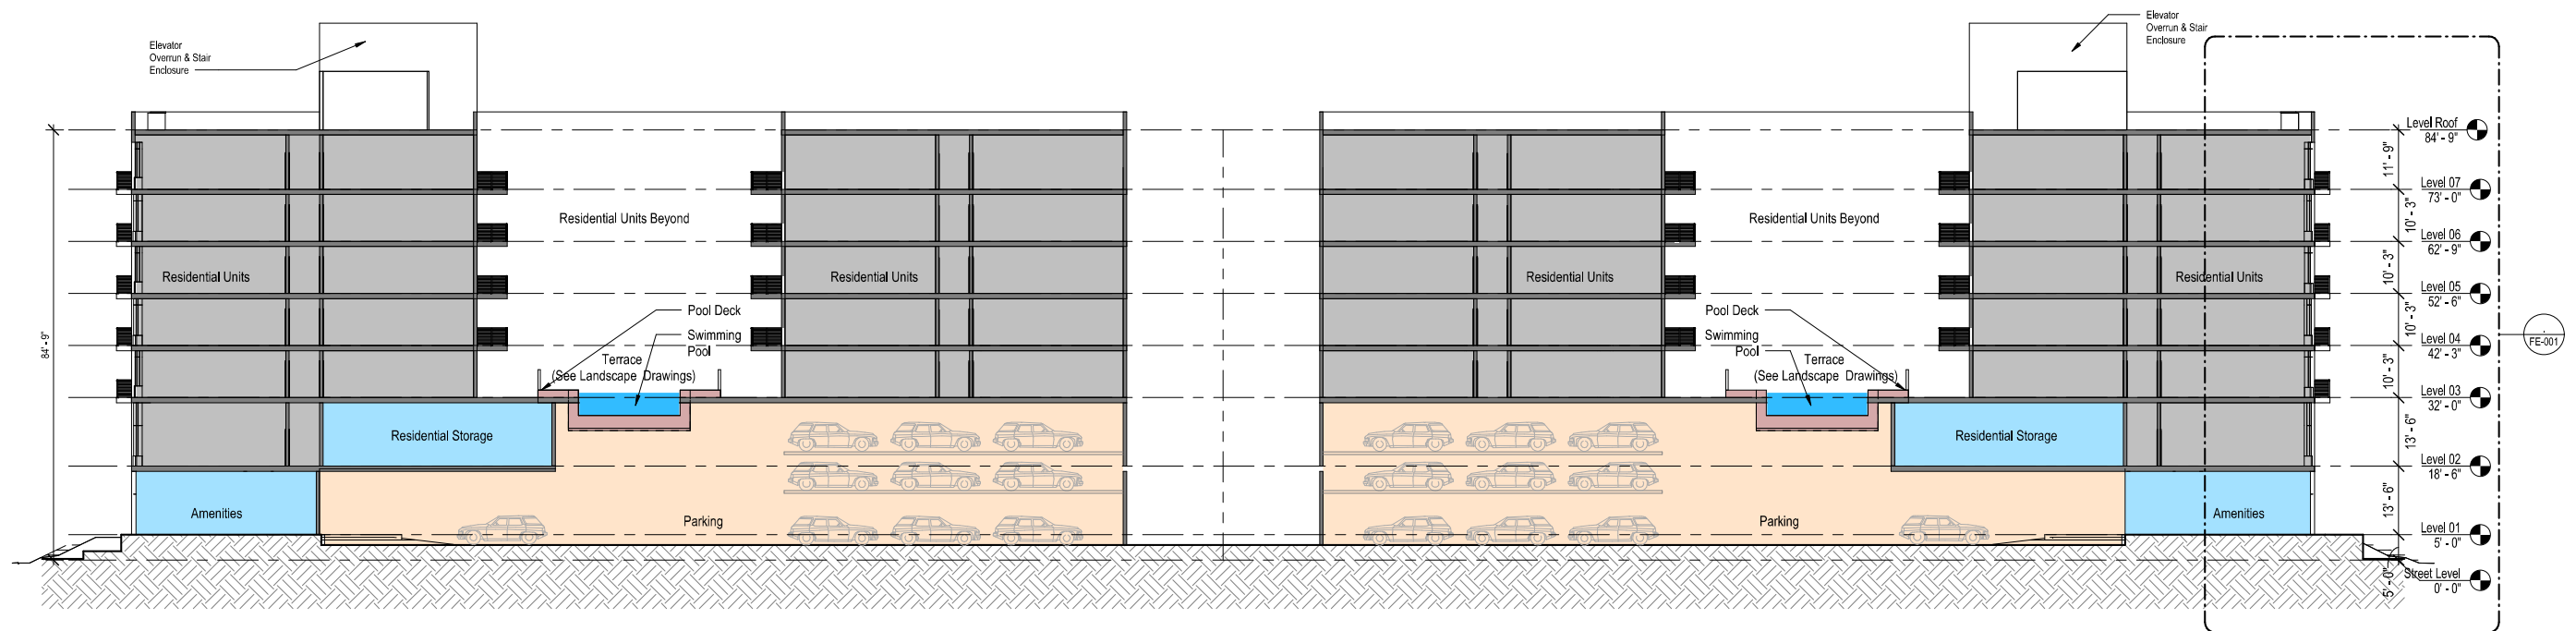 Elevator
Overrun & Stair
Enclosure
Elevator
Overrun & Stair
Enclosure
Level Roof
84' - 9"
11' - 9"
Level 07
73' - 0"
Residential Units Beyond
Residential Units Beyond
10' - 3"
Level 06
62' - 9"
Residential Units
Residential Units
Residential Units
Residential Units
10' - 3"
Level 05
52' - 6"
84' - 9"
Pool Deck
Swimming
Pool
Terrace
(See Landscape Drawings)
Pool Deck
Swimming
Pool
Terrace
(See Landscape Drawings)
10' - 3"
Level 04
42' - 3"
-
FE-001
10' - 3"
Level 03
32' - 0"
Residential Storage
Residential Storage
13' - 6"
Level 02
18' - 6"
Amenities
Parking
Parking
Amenities
13' - 6"
Level 01
5' - 0"
5' - 0"
Street Level
0' - 0"